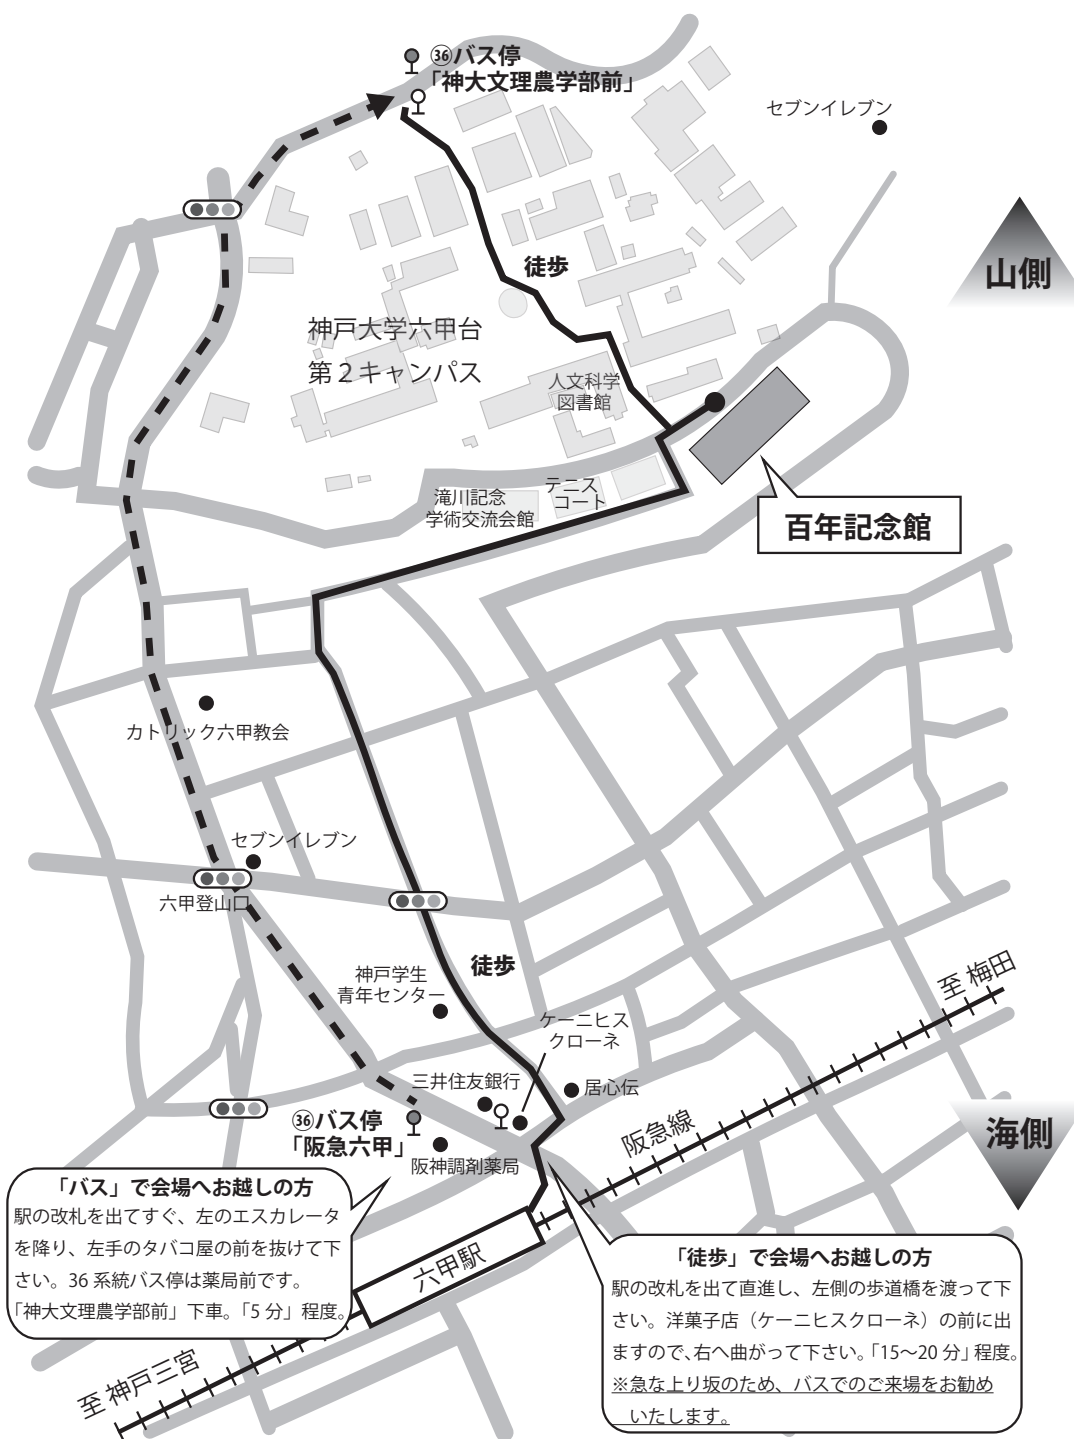 ㊱バス停
「神大文理農学部前」
セブンイレブン
山側
徒歩
神戸大学六甲台
第2キャンパス
人文科学
図書館
テニス
コート
滝川記念
学術交流会館
百年記念館
カトリック六甲教会
セブンイレブン
六甲登山口
徒歩
神戸学生
青年センター
至 梅田
ケーニヒス
クローネ
三井住友銀行
居心伝
㊱バス停
「阪急六甲」
阪神調剤薬局
阪急線
海側
「バス」で会場へお越しの方
駅の改札を出てすぐ、左のエスカレータ
を降り、左手のタバコ屋の前を抜けて下
さい。36 系統バス停は薬局前です。
「神大文理農学部前」下車。「5 分」程度。
六甲駅
「徒歩」で会場へお越しの方
駅の改札を出て直進し、左側の歩道橋を渡って下
さい。洋菓子店（ケーニヒスクローネ）の前に出
ますので、右へ曲がって下さい。「15〜20 分」程度。
※急な上り坂のため、バスでのご来場をお勧め
いたします。
至 神戸三宮